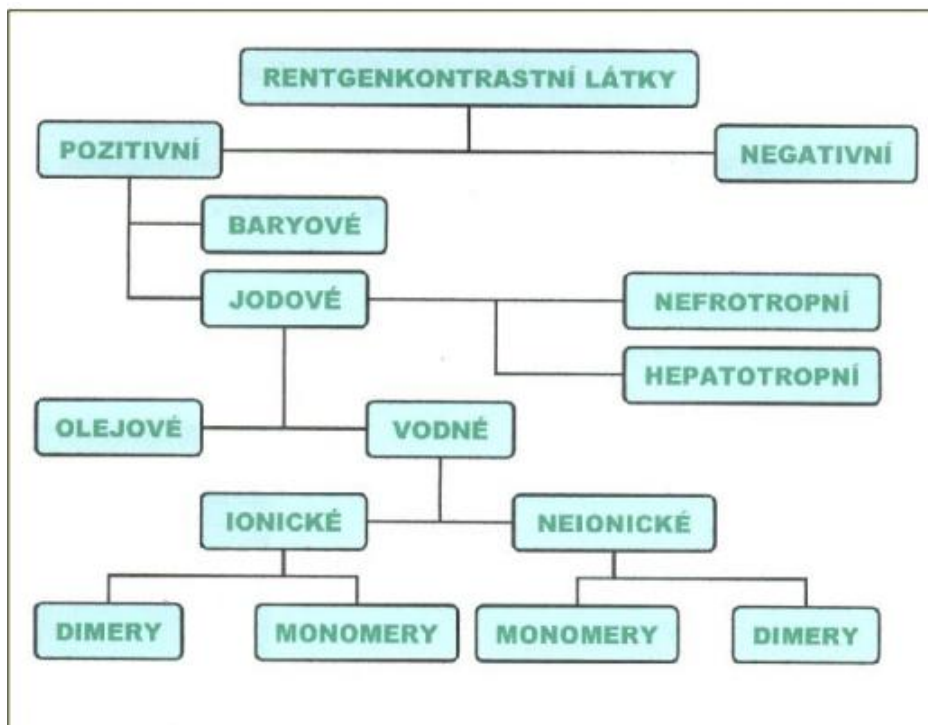 RENTGENKONTRASTNÍ LÁTKY
POZITIVNÍ
NEGATIVNÍ
BARYOVÉ
JODOVÉ
NEFROTROPNÍ
HEPATOTROPNÍ
OLEJOVÉ
VODNÉ
IONICKÉ
NEIONICKÉ
DIMERY
MONOMERY
MONOMERY
DIMERY